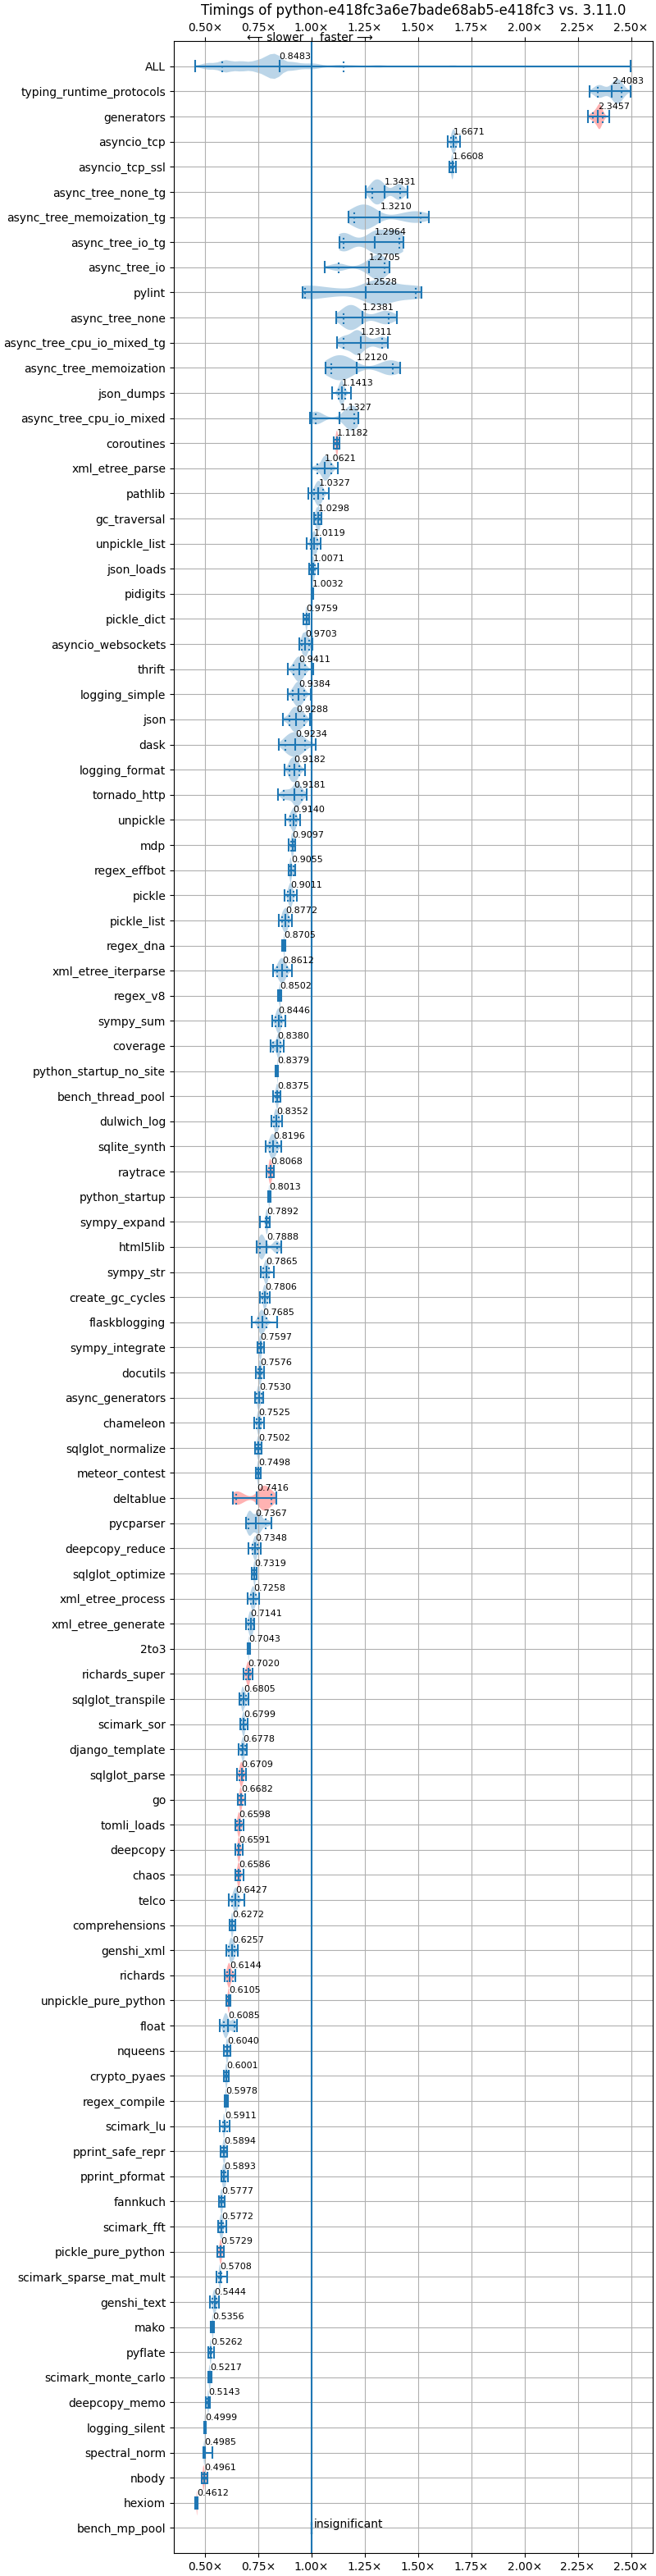 Timings of python-e418fc3a6e7bade68ab5-e418fc3 vs. 3.11.0
0.50× 0.75× 1.00× 1.25× 1.50× 1.75× 2.00× 2.25× 2.50×
← slower faster →
ALL 0.8483
typing_runtime_protocols 2.4083
generators 2.3457
asyncio_tcp 1.6671
asyncio_tcp_ssl 1.6608
async_tree_none_tg 1.3431
async_tree_memoization_tg 1.3210
async_tree_io_tg 1.2964
async_tree_io 1.2705
pylint 1.2528
async_tree_none 1.2381
async_tree_cpu_io_mixed_tg 1.2311
async_tree_memoization 1.2120
json_dumps 1.1413
async_tree_cpu_io_mixed 1.1327
coroutines 1.1182
xml_etree_parse 1.0621
pathlib 1.0327
gc_traversal 1.0298
unpickle_list 1.0119
json_loads 1.0071
pidigits 1.0032
pickle_dict 0.9759
asyncio_websockets 0.9703
thrift 0.9411
logging_simple 0.9384
json 0.9288
dask 0.9234
logging_format 0.9182
tornado_http 0.9181
unpickle 0.9140
mdp 0.9097
regex_effbot 0.9055
pickle 0.9011
pickle_list 0.8772
regex_dna 0.8705
xml_etree_iterparse 0.8612
regex_v8 0.8502
sympy_sum 0.8446
coverage 0.8380
python_startup_no_site 0.8379
bench_thread_pool 0.8375
dulwich_log 0.8352
sqlite_synth 0.8196
raytrace 0.8068
python_startup 0.8013
sympy_expand 0.7892
html5lib 0.7888
sympy_str 0.7865
create_gc_cycles 0.7806
flaskblogging 0.7685
sympy_integrate 0.7597
docutils 0.7576
async_generators 0.7530
chameleon 0.7525
sqlglot_normalize 0.7502
meteor_contest 0.7498
deltablue 0.7416
pycparser 0.7367
deepcopy_reduce 0.7348
sqlglot_optimize 0.7319
xml_etree_process 0.7258
xml_etree_generate 0.7141
2to3 0.7043
richards_super 0.7020
sqlglot_transpile 0.6805
scimark_sor 0.6799
django_template 0.6778
sqlglot_parse 0.6709
go 0.6682
tomli_loads 0.6598
deepcopy 0.6591
chaos 0.6586
telco 0.6427
comprehensions 0.6272
genshi_xml 0.6257
richards 0.6144
unpickle_pure_python 0.6105
float 0.6085
nqueens 0.6040
crypto_pyaes 0.6001
regex_compile 0.5978
scimark_lu 0.5911
pprint_safe_repr 0.5894
pprint_pformat 0.5893
fannkuch 0.5777
scimark_fft 0.5772
pickle_pure_python 0.5729
scimark_sparse_mat_mult 0.5708
genshi_text 0.5444
mako 0.5356
pyflate 0.5262
scimark_monte_carlo 0.5217
deepcopy_memo 0.5143
logging_silent 0.4999
spectral_norm 0.4985
nbody 0.4961
hexiom 0.4612
bench_mp_pool insignificant
0.50× 0.75× 1.00× 1.25× 1.50× 1.75× 2.00× 2.25× 2.50×